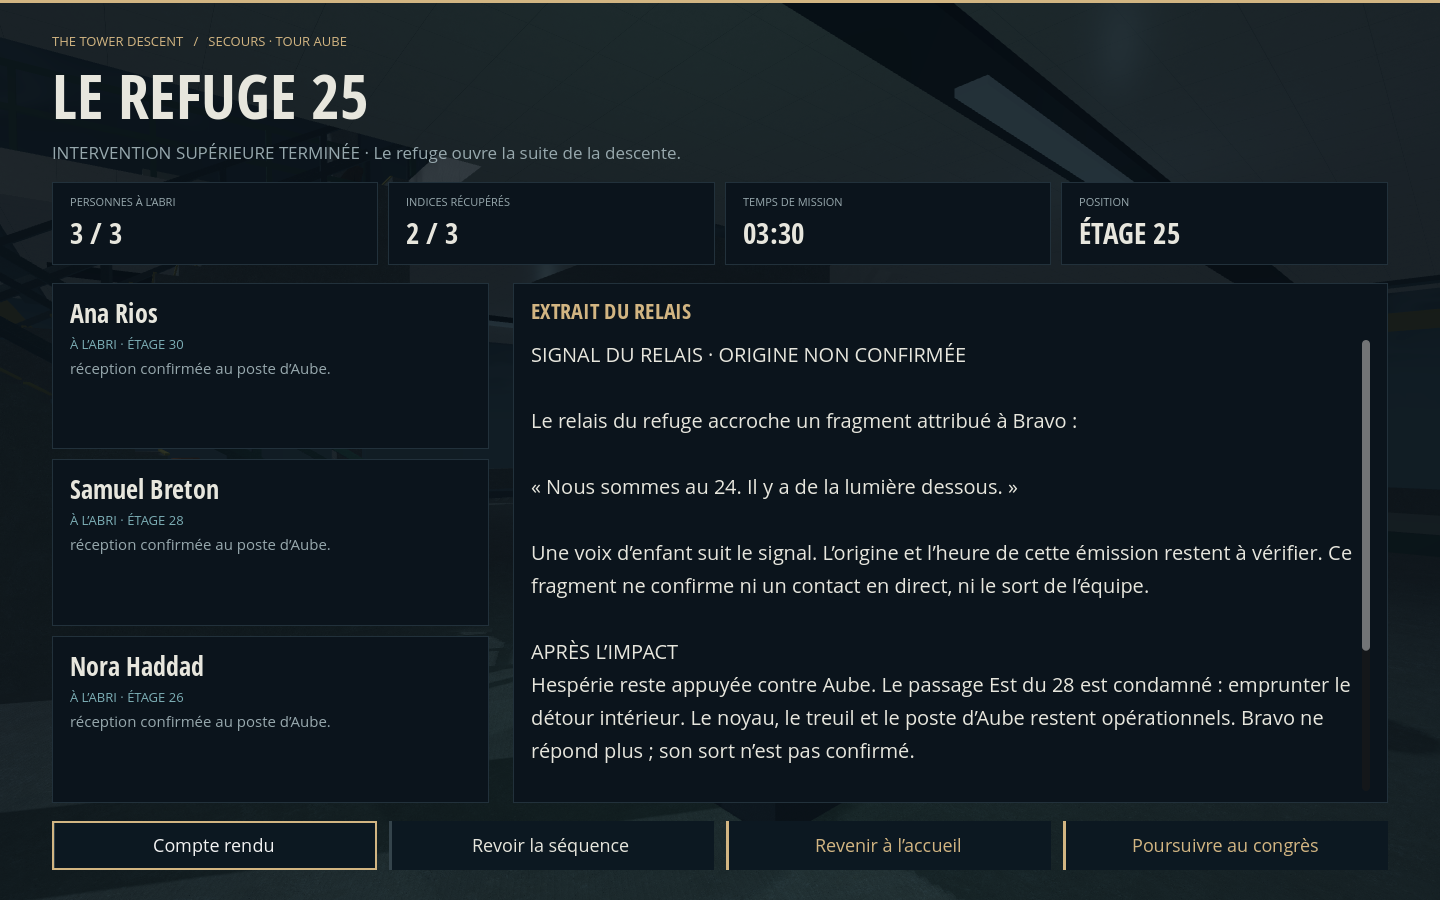 THE TOWER DESCENT / SECOURS · TOUR AUBE
LE REFUGE 25
INTERVENTION SUPÉRIEURE TERMINÉE · Le refuge ouvre la suite de la descente.
PERSONNES À L'ABRI
3 / 3
INDICES RÉCUPÉRÉS
2 / 3
TEMPS DE MISSION
03:30
POSITION
ÉTAGE 25
Ana Rios
À L'ABRI · ÉTAGE 30
réception confirmée au poste d'Aube.
Samuel Breton
À L'ABRI · ÉTAGE 28
réception confirmée au poste d'Aube.
Nora Haddad
À L'ABRI · ÉTAGE 26
réception confirmée au poste d'Aube.
EXTRAIT DU RELAIS
SIGNAL DU RELAIS · ORIGINE NON CONFIRMÉE
Le relais du refuge accroche un fragment attribué à Bravo :
« Nous sommes au 24. Il y a de la lumière dessous. »
Une voix d'enfant suit le signal. L'origine et l'heure de cette émission restent à vérifier. Ce
fragment ne confirme ni un contact en direct, ni le sort de l'équipe.
APRÈS L'IMPACT
Hespérie reste appuyée contre Aube. Le passage Est du 28 est condamné : emprunter le
détour intérieur. Le noyau, le treuil et le poste d'Aube restent opérationnels. Bravo ne
répond plus ; son sort n'est pas confirmé.
Compte rendu
Revoir la séquence
Revenir à l'accueil
Poursuivre au congrès